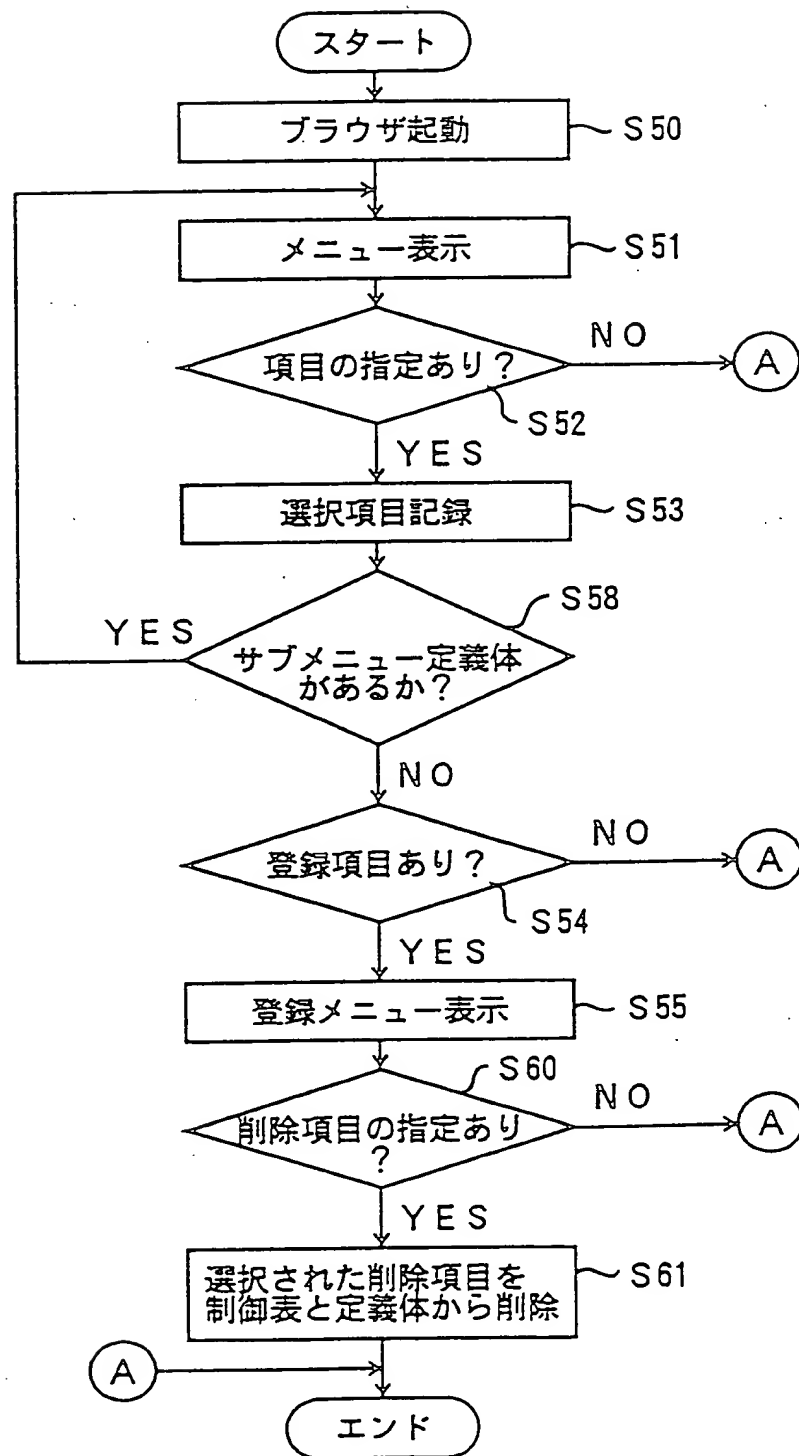 スタート
ブラウザ起動
S50
メニュー表示
S51
項目の指定あり？
NO
A
S52
YES
選択項目記録
S53
S58
YES
サブメニュー定義体
があるか？
NO
登録項目あり？
NO
A
S54
YES
登録メニュー表示
S55
S60
削除項目の指定あり
？
NO
A
YES
選択された削除項目を
制御表と定義体から削除
S61
A
エンド